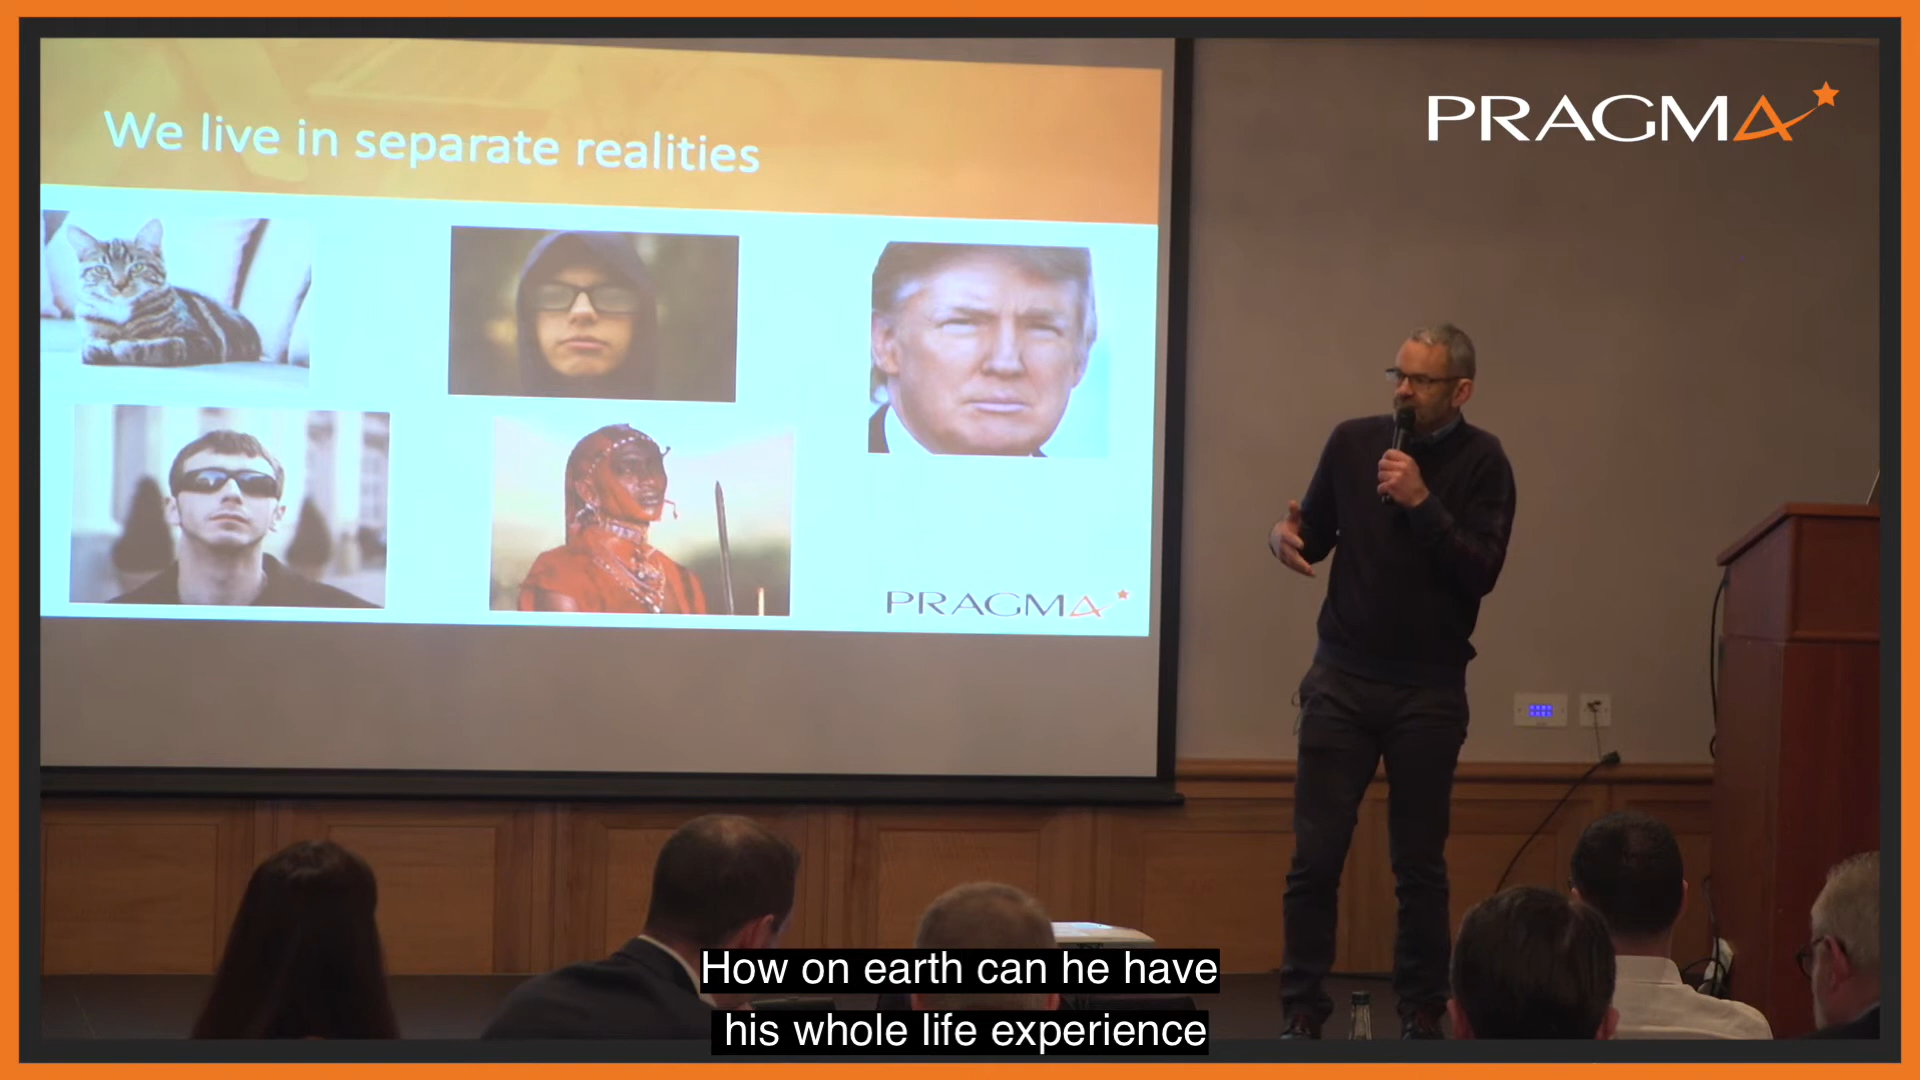 We live in separate realities
PRAGMA
PRAGMA
How on earth can he have
his whole life experience